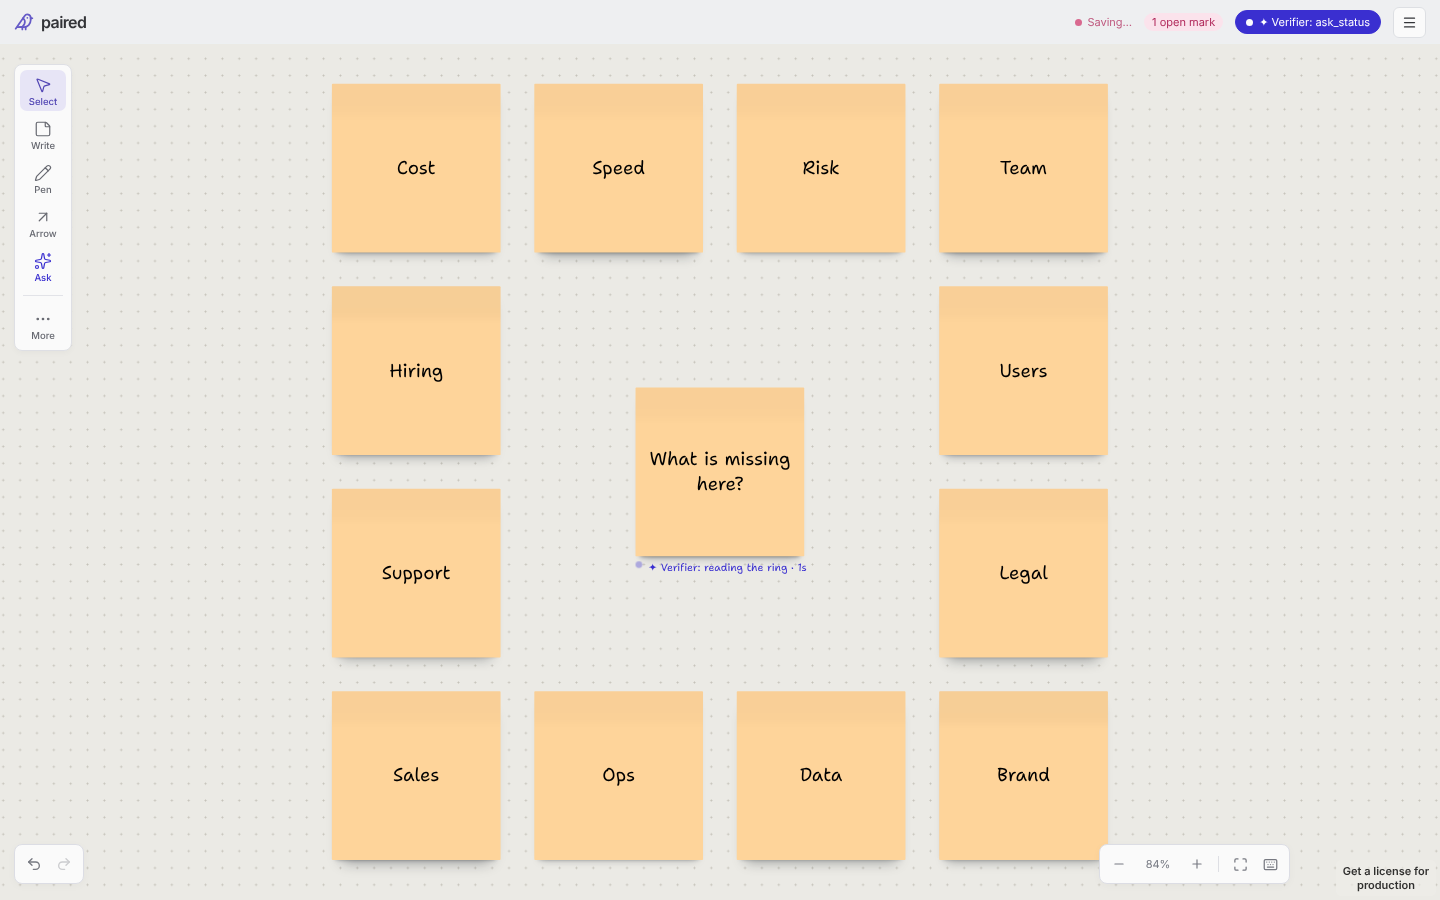 paired
Saving...
1 open mark
✦ Verifier: ask_status
Select
Write
Pen
Arrow
Ask
More
Cost
Speed
Risk
Team
Hiring
Users
What is missing
here?
✦ Verifier: reading the ring · 1s
Support
Legal
Sales
Ops
Data
Brand
84%
Get a license for
production